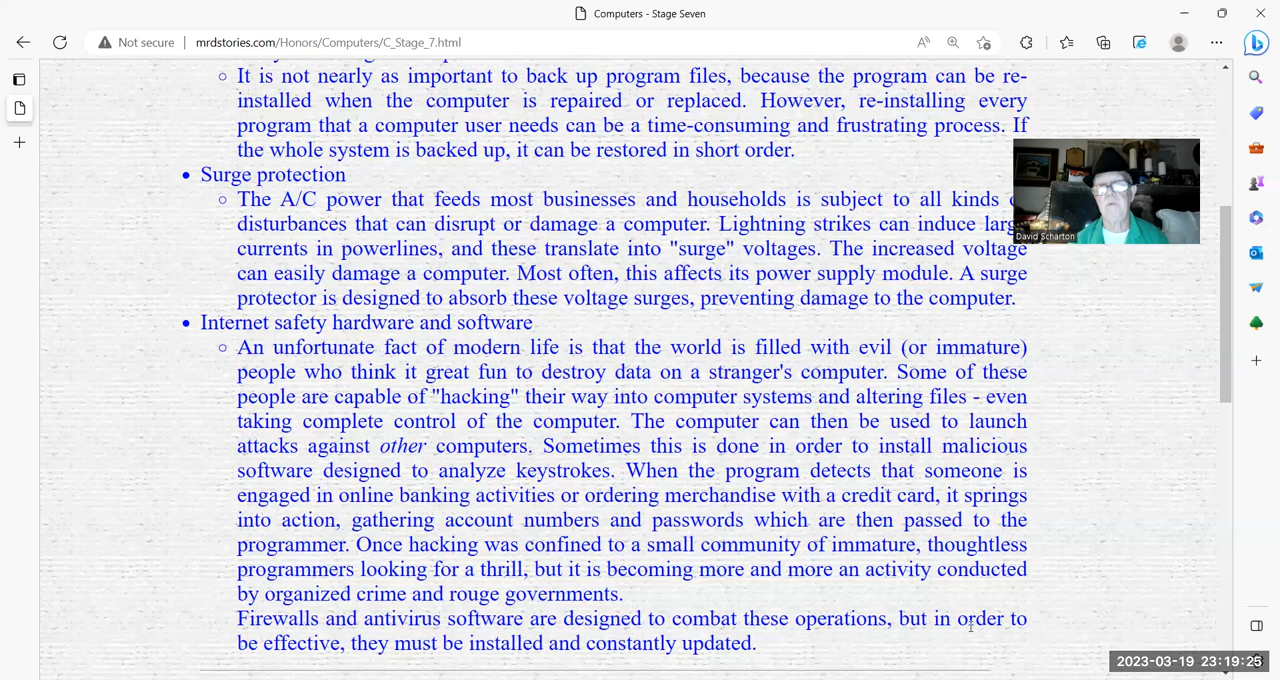 Computers - Stage Seven
Not secure
mrdstories.com/Honors/Computers/C_Stage_7.html
It is not nearly as important to back up program files, because the program can be re-
installed when the computer is repaired or replaced. However, re-installing every
program that a computer user needs can be a time-consuming and frustrating process. If
the whole system is backed up, it can be restored in short order.
Surge protection
The A/C power that feeds most businesses and households is subject to all kinds
disturbances that can disrupt or damage a computer. Lightning strikes can induce
currents in powerlines, and these translate into "surge" voltages. The increased voltage
can easily damage a computer. Most often, this affects its power supply module. A surge
protector is designed to absorb these voltage surges, preventing damage to the computer.
David Scharton
Internet safety hardware and software
An unfortunate fact of modern life is that the world is filled with evil (or immature)
people who think it great fun to destroy data on a stranger's computer. Some of these
people are capable of "hacking" their way into computer systems and altering files - even
taking complete control of the computer. The computer can then be used to launch
attacks against other computers. Sometimes this is done in order to install malicious
software designed to analyze keystrokes. When the program detects that someone is
engaged in online banking activities or ordering merchandise with a credit card, it springs
into action, gathering account numbers and passwords which are then passed to the
programmer. Once hacking was confined to a small community of immature, thoughtless
programmers looking for a thrill, but it is becoming more and more an activity conducted
by organized crime and rouge governments.
Firewalls and antivirus software are designed to combat these operations, but in order to
be effective, they must be installed and constantly updated.
2023-03-19 23:19:25